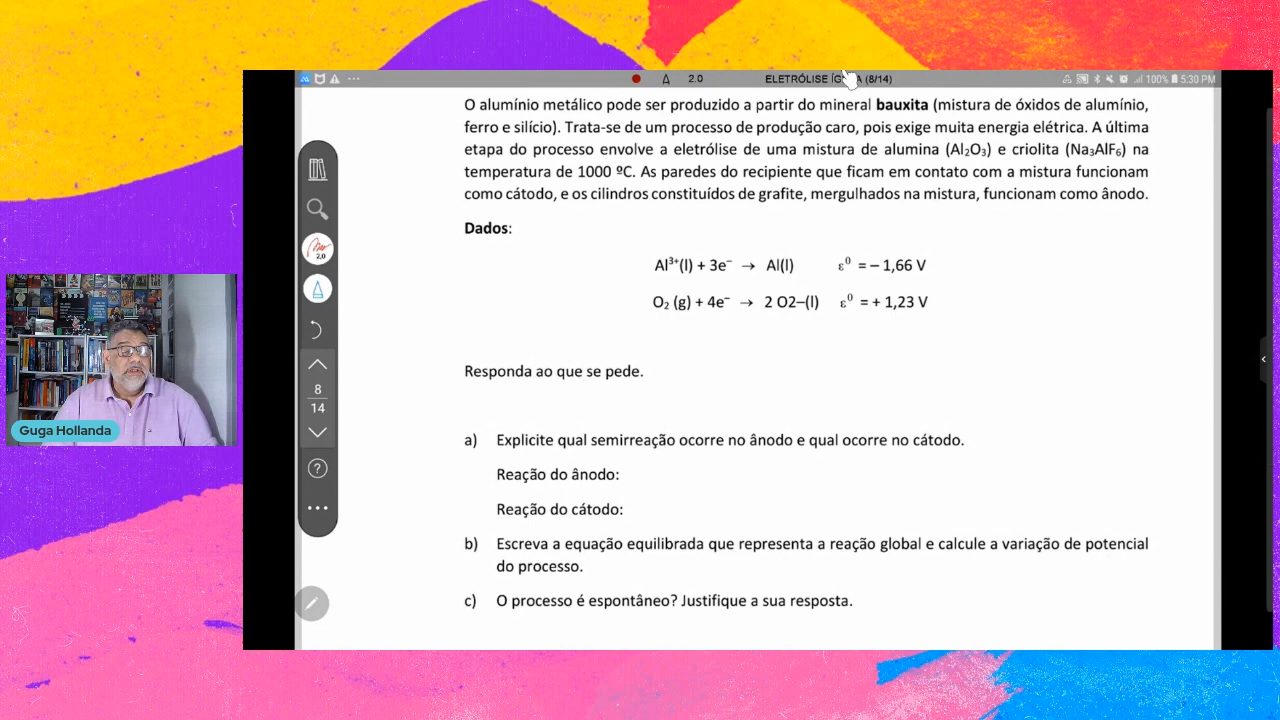 2.0 ELETRÓLISE ÍG A (8/14) 100% 5:30 PM
O alumínio metálico pode ser produzido a partir do mineral bauxita (mistura de óxidos de alumínio,
ferro e silício). Trata-se de um processo de produção caro, pois exige muita energia elétrica. A última
etapa do processo envolve a eletrólise de uma mistura de alumina (Al₂O₃) e criolita (Na₃AlF₆) na
temperatura de 1000 ºC. As paredes do recipiente que ficam em contato com a mistura funcionam
como cátodo, e os cilindros constituídos de grafite, mergulhados na mistura, funcionam como ânodo.
Dados:
Al³⁺(l) + 3e⁻ → Al(l) ε⁰ = – 1,66 V
O₂ (g) + 4e⁻ → 2 O2–(l) ε⁰ = + 1,23 V
Responda ao que se pede.
a) Explicite qual semirreação ocorre no ânodo e qual ocorre no cátodo.
Reação do ânodo:
Reação do cátodo:
b) Escreva a equação equilibrada que representa a reação global e calcule a variação de potencial
do processo.
c) O processo é espontâneo? Justifique a sua resposta.
2,0
8
14
?
Guga Hollanda